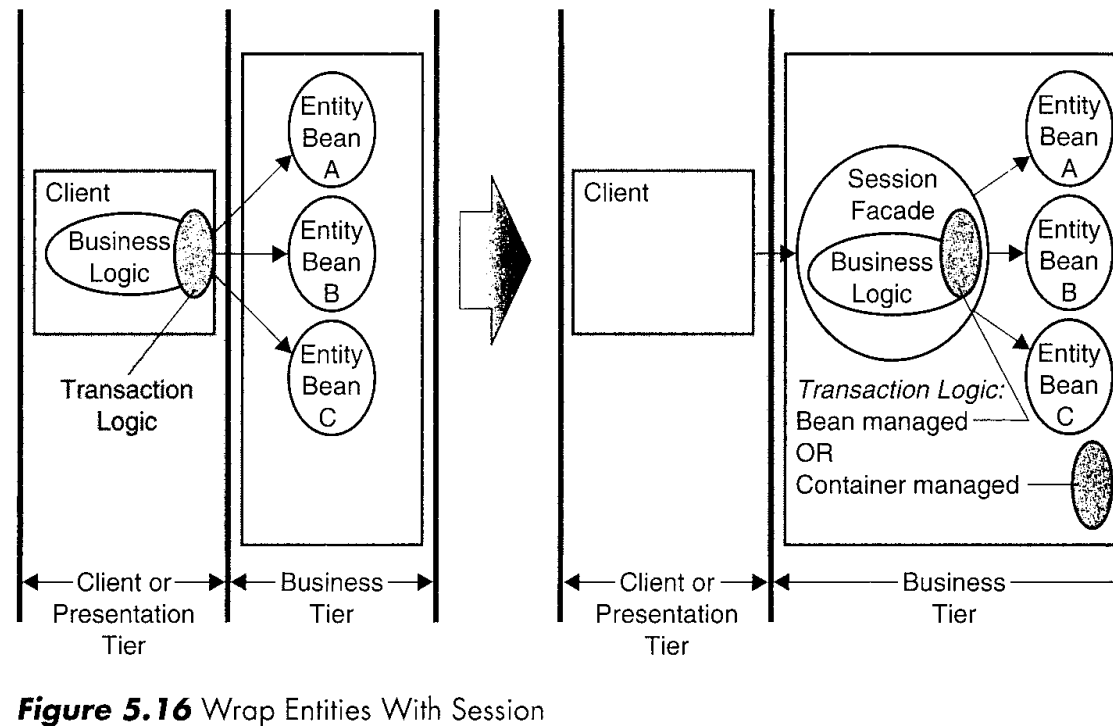 Client
Business
Logic
Transaction
Logic
Entity
Bean
A
Entity
Bean
B
Entity
Bean
C
Client or
Presentation
Tier
Business
Tier
Client
Session
Facade
Business
Logic
Entity
Bean
A
Entity
Bean
B
Entity
Bean
C
Transaction Logic:
Bean managed
OR
Container managed
Client or
Presentation
Tier
Business
Tier
Figure 5.16 Wrap Entities With Session